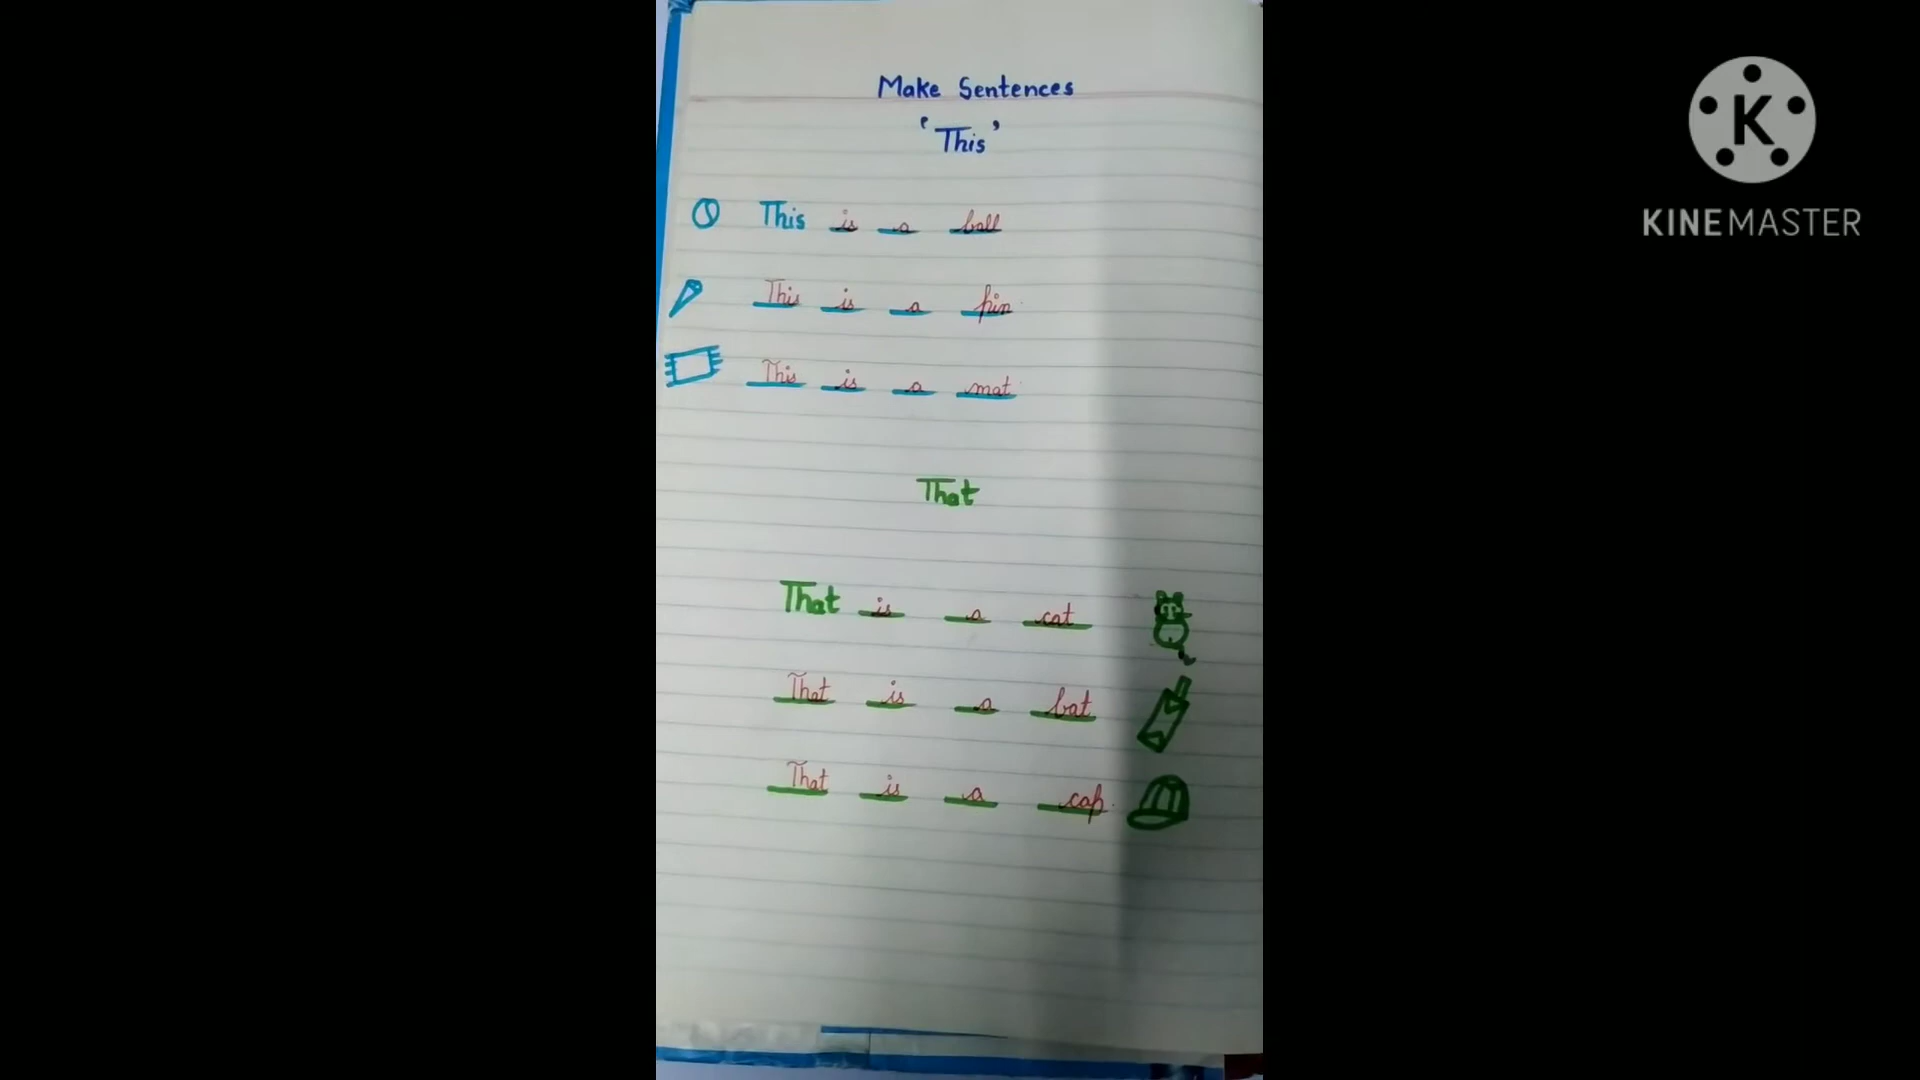 Make Sentences
'This'
This is a ball
This is a pin
This is a mat
That
That is a cat
That is a bat
That is a cap.
KINEMASTER